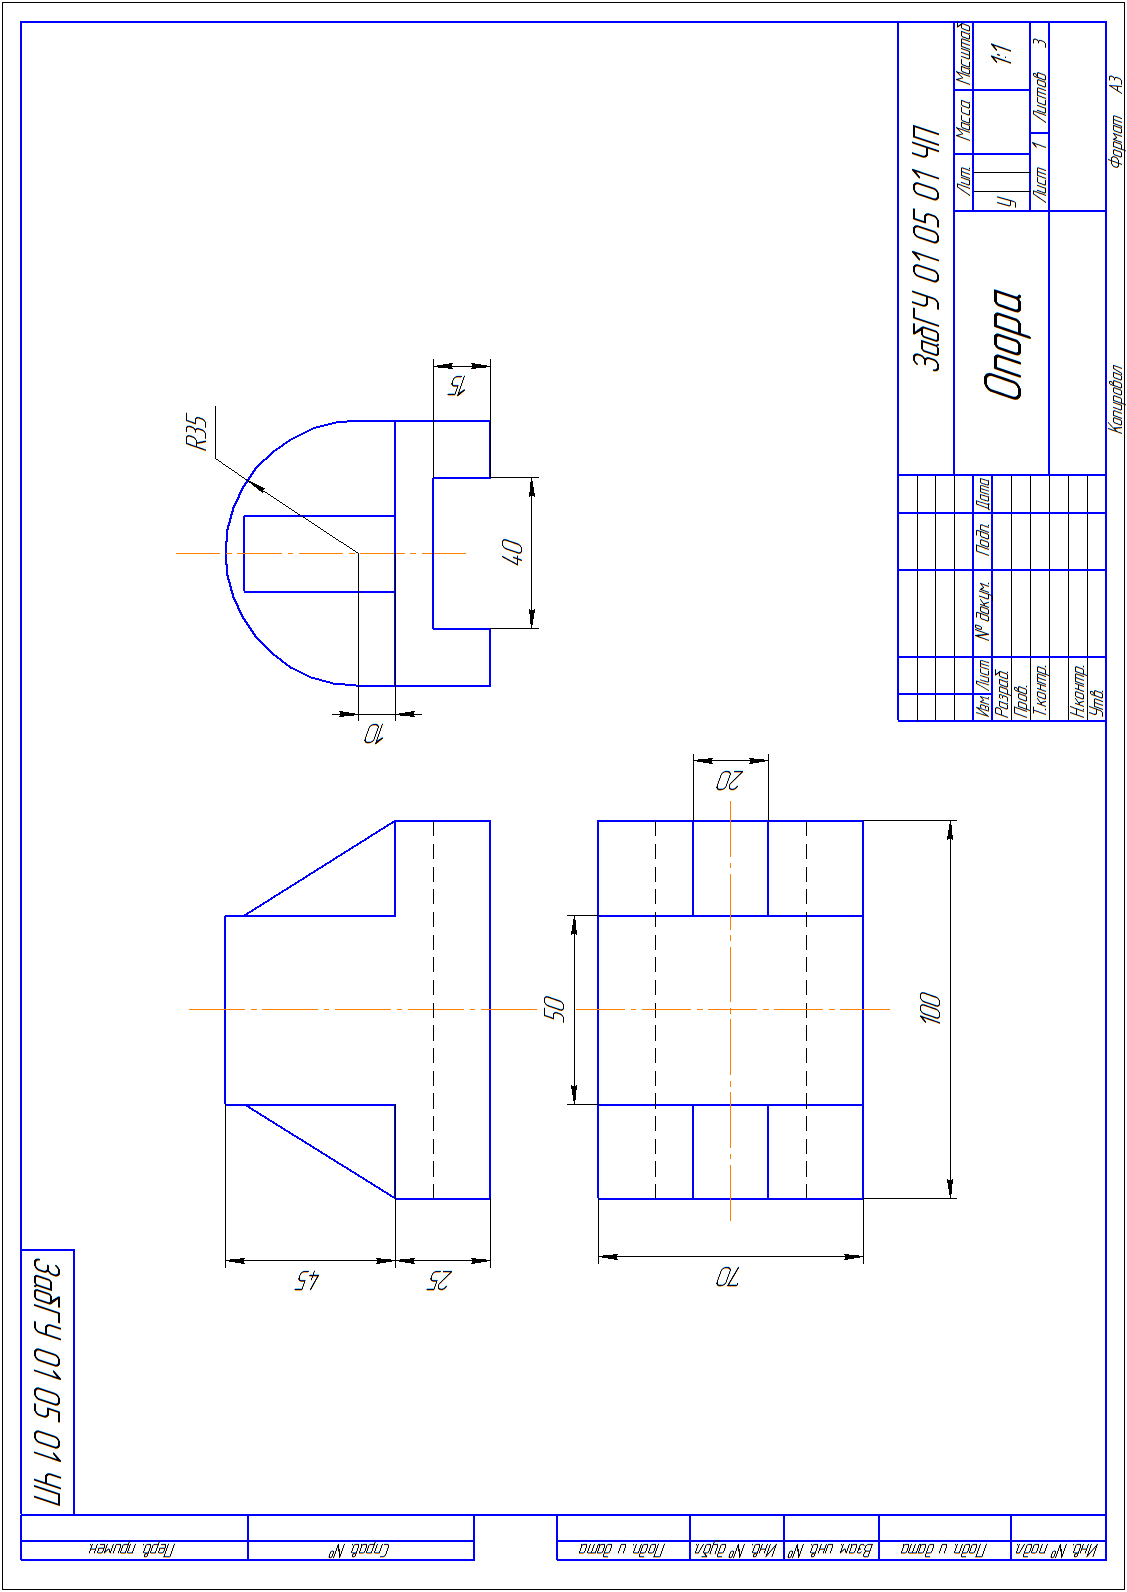 ЗабГУ 01 05 01 ЧП
Перв. примен.
Справ. №
Подп. и дата
Инв. № дубл.
Взам. инв. №
Подп. и дата
Инв. № подл.
45
25
10
R35
15
40
50
20
100
70
ЗабГУ 01 05 01 ЧП
Изм. Лист № докум. Подп. Дата
Разраб.
Пров.
Т.контр.
Н.контр.
Утв.
Опора
Лит. Масса Масштаб
У 1:1
Лист 1 Листов 3
Копировал Формат А3